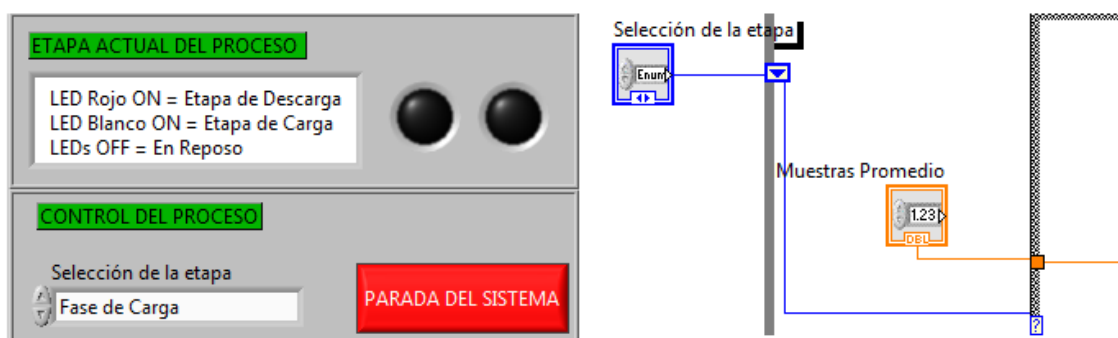 ETAPA ACTUAL DEL PROCESO
LED Rojo ON = Etapa de Descarga
LED Blanco ON = Etapa de Carga
LEDs OFF = En Reposo
CONTROL DEL PROCESO
Selección de la etapa
Fase de Carga
PARADA DEL SISTEMA
Selección de la etapa
Enum
Muestras Promedio
1.23
DBL
?